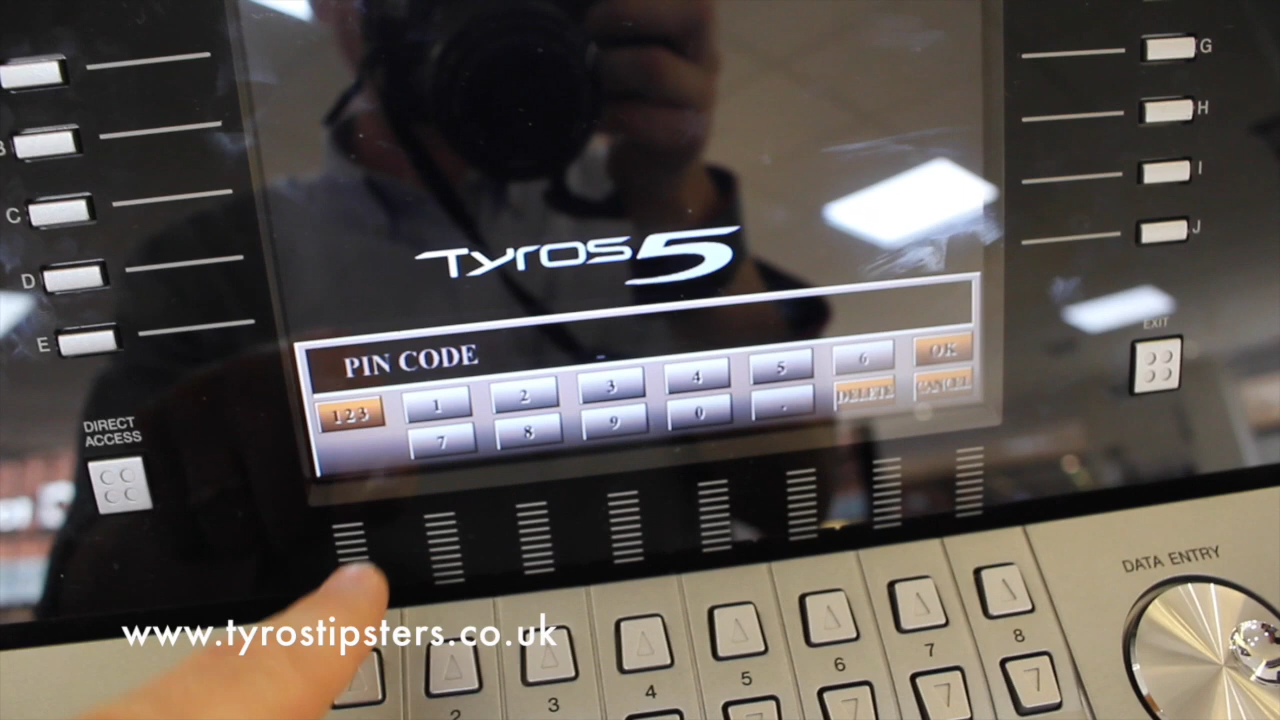 G
H
B
I
C
J
Tyros5
D
EXIT
E
PIN CODE
123 1 2 3 4 5 6 OK
7 8 9 0 . DELETE CANCEL
DIRECT
ACCESS
DATA ENTRY
www.tyrostipsters.co.uk
2 3 4 5 6 7 8